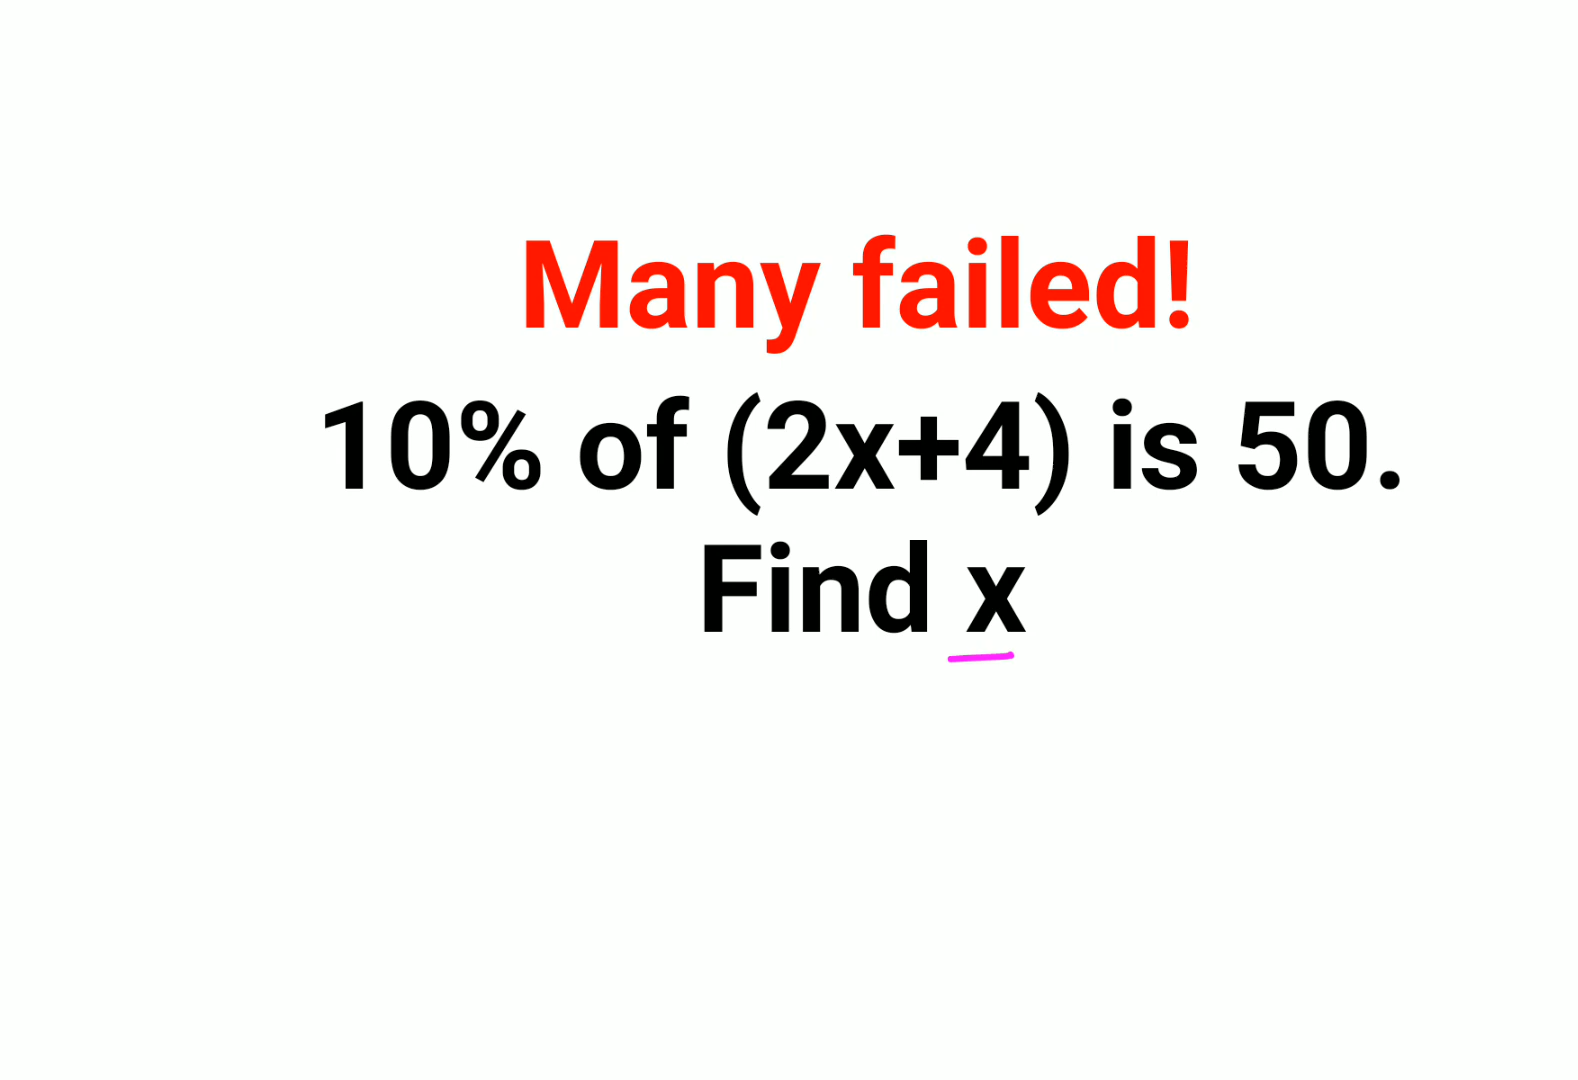 Many failed!
10% of (2x+4) is 50.
Find x